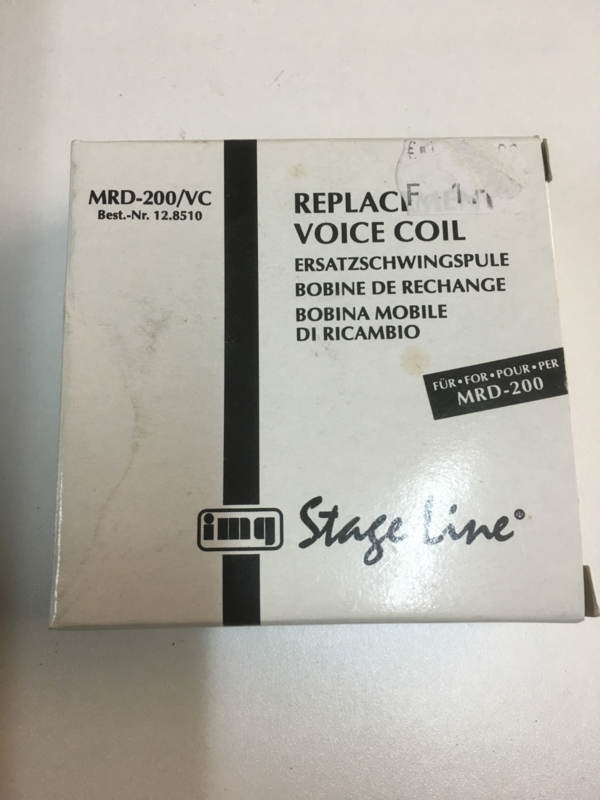 MRD-200/VC
Best.-Nr. 12.8510
REPLACEMENT
VOICE COIL
ERSATZSCHWINGSPULE
BOBINE DE RECHANGE
BOBINA MOBILE
DI RICAMBIO
FÜR•FOR•POUR•PER
MRD-200
img Stage Line®